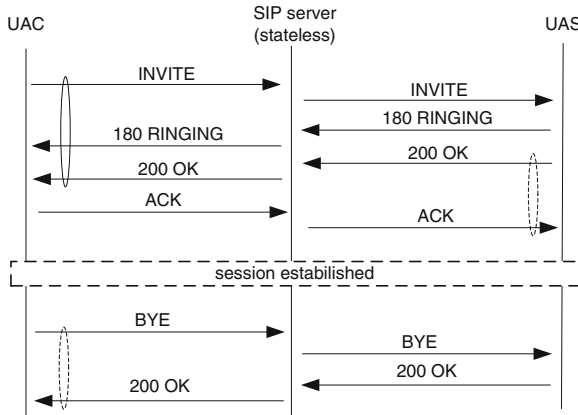 UAC
SIP server
(stateless)
UAS
INVITE
INVITE
180 RINGING
180 RINGING
200 OK
200 OK
ACK
ACK
session estabilished
BYE
BYE
200 OK
200 OK